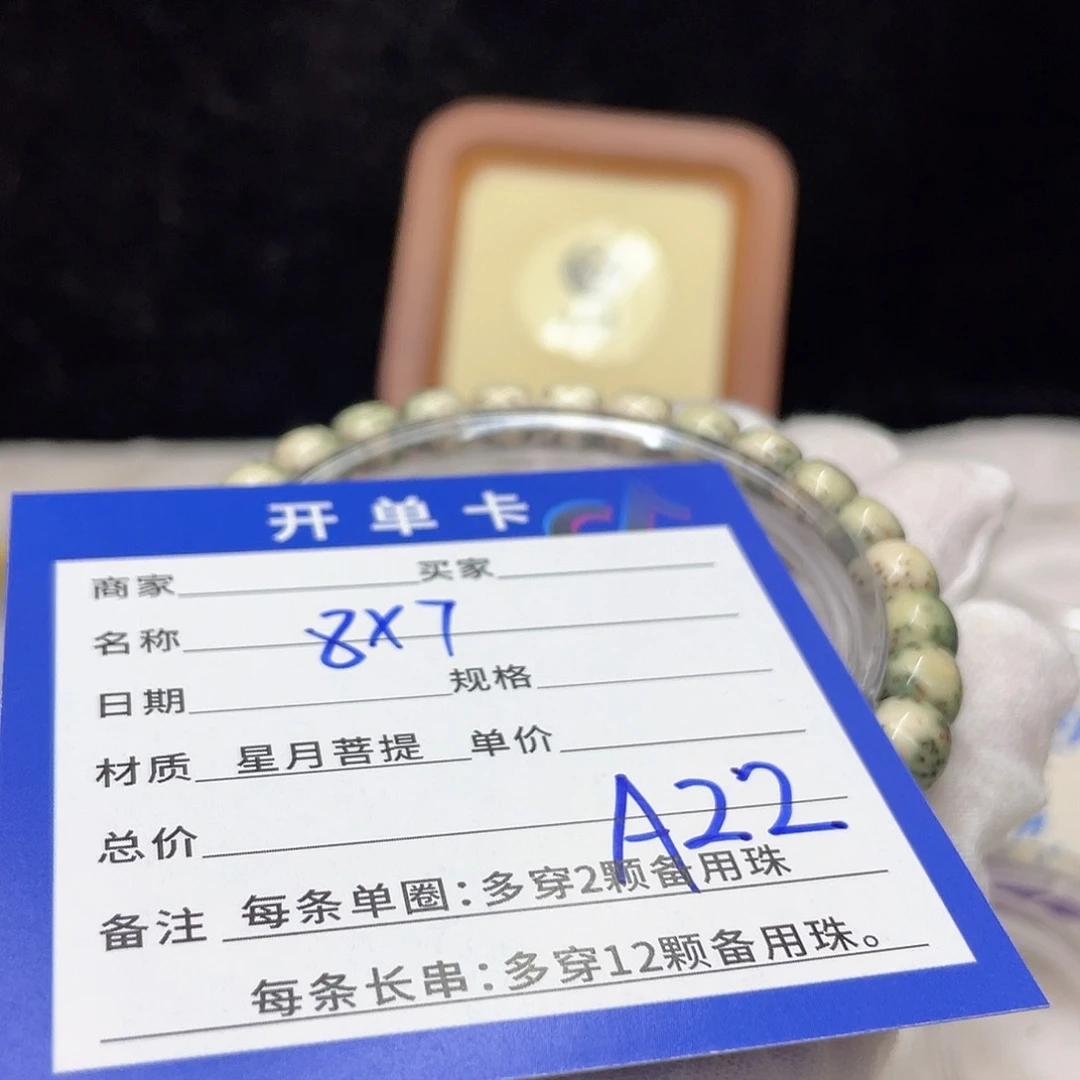 开单卡
商家 买家
名称 8X7
日期 规格
材质 星月菩提 单价
总价 A22
备注 每条单圈：多穿2颗备用珠
每条长串：多穿12颗备用珠。